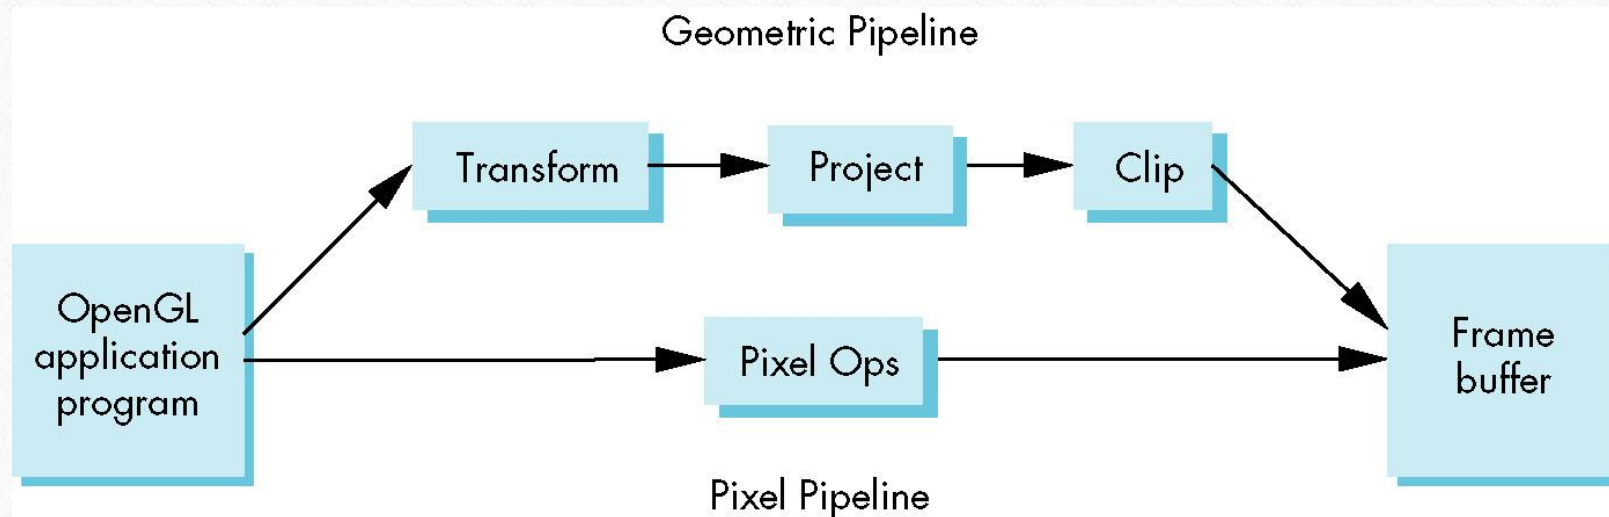 Geometric Pipeline
Transform
Project
Clip
OpenGL
application
program
Pixel Ops
Frame
buffer
Pixel Pipeline